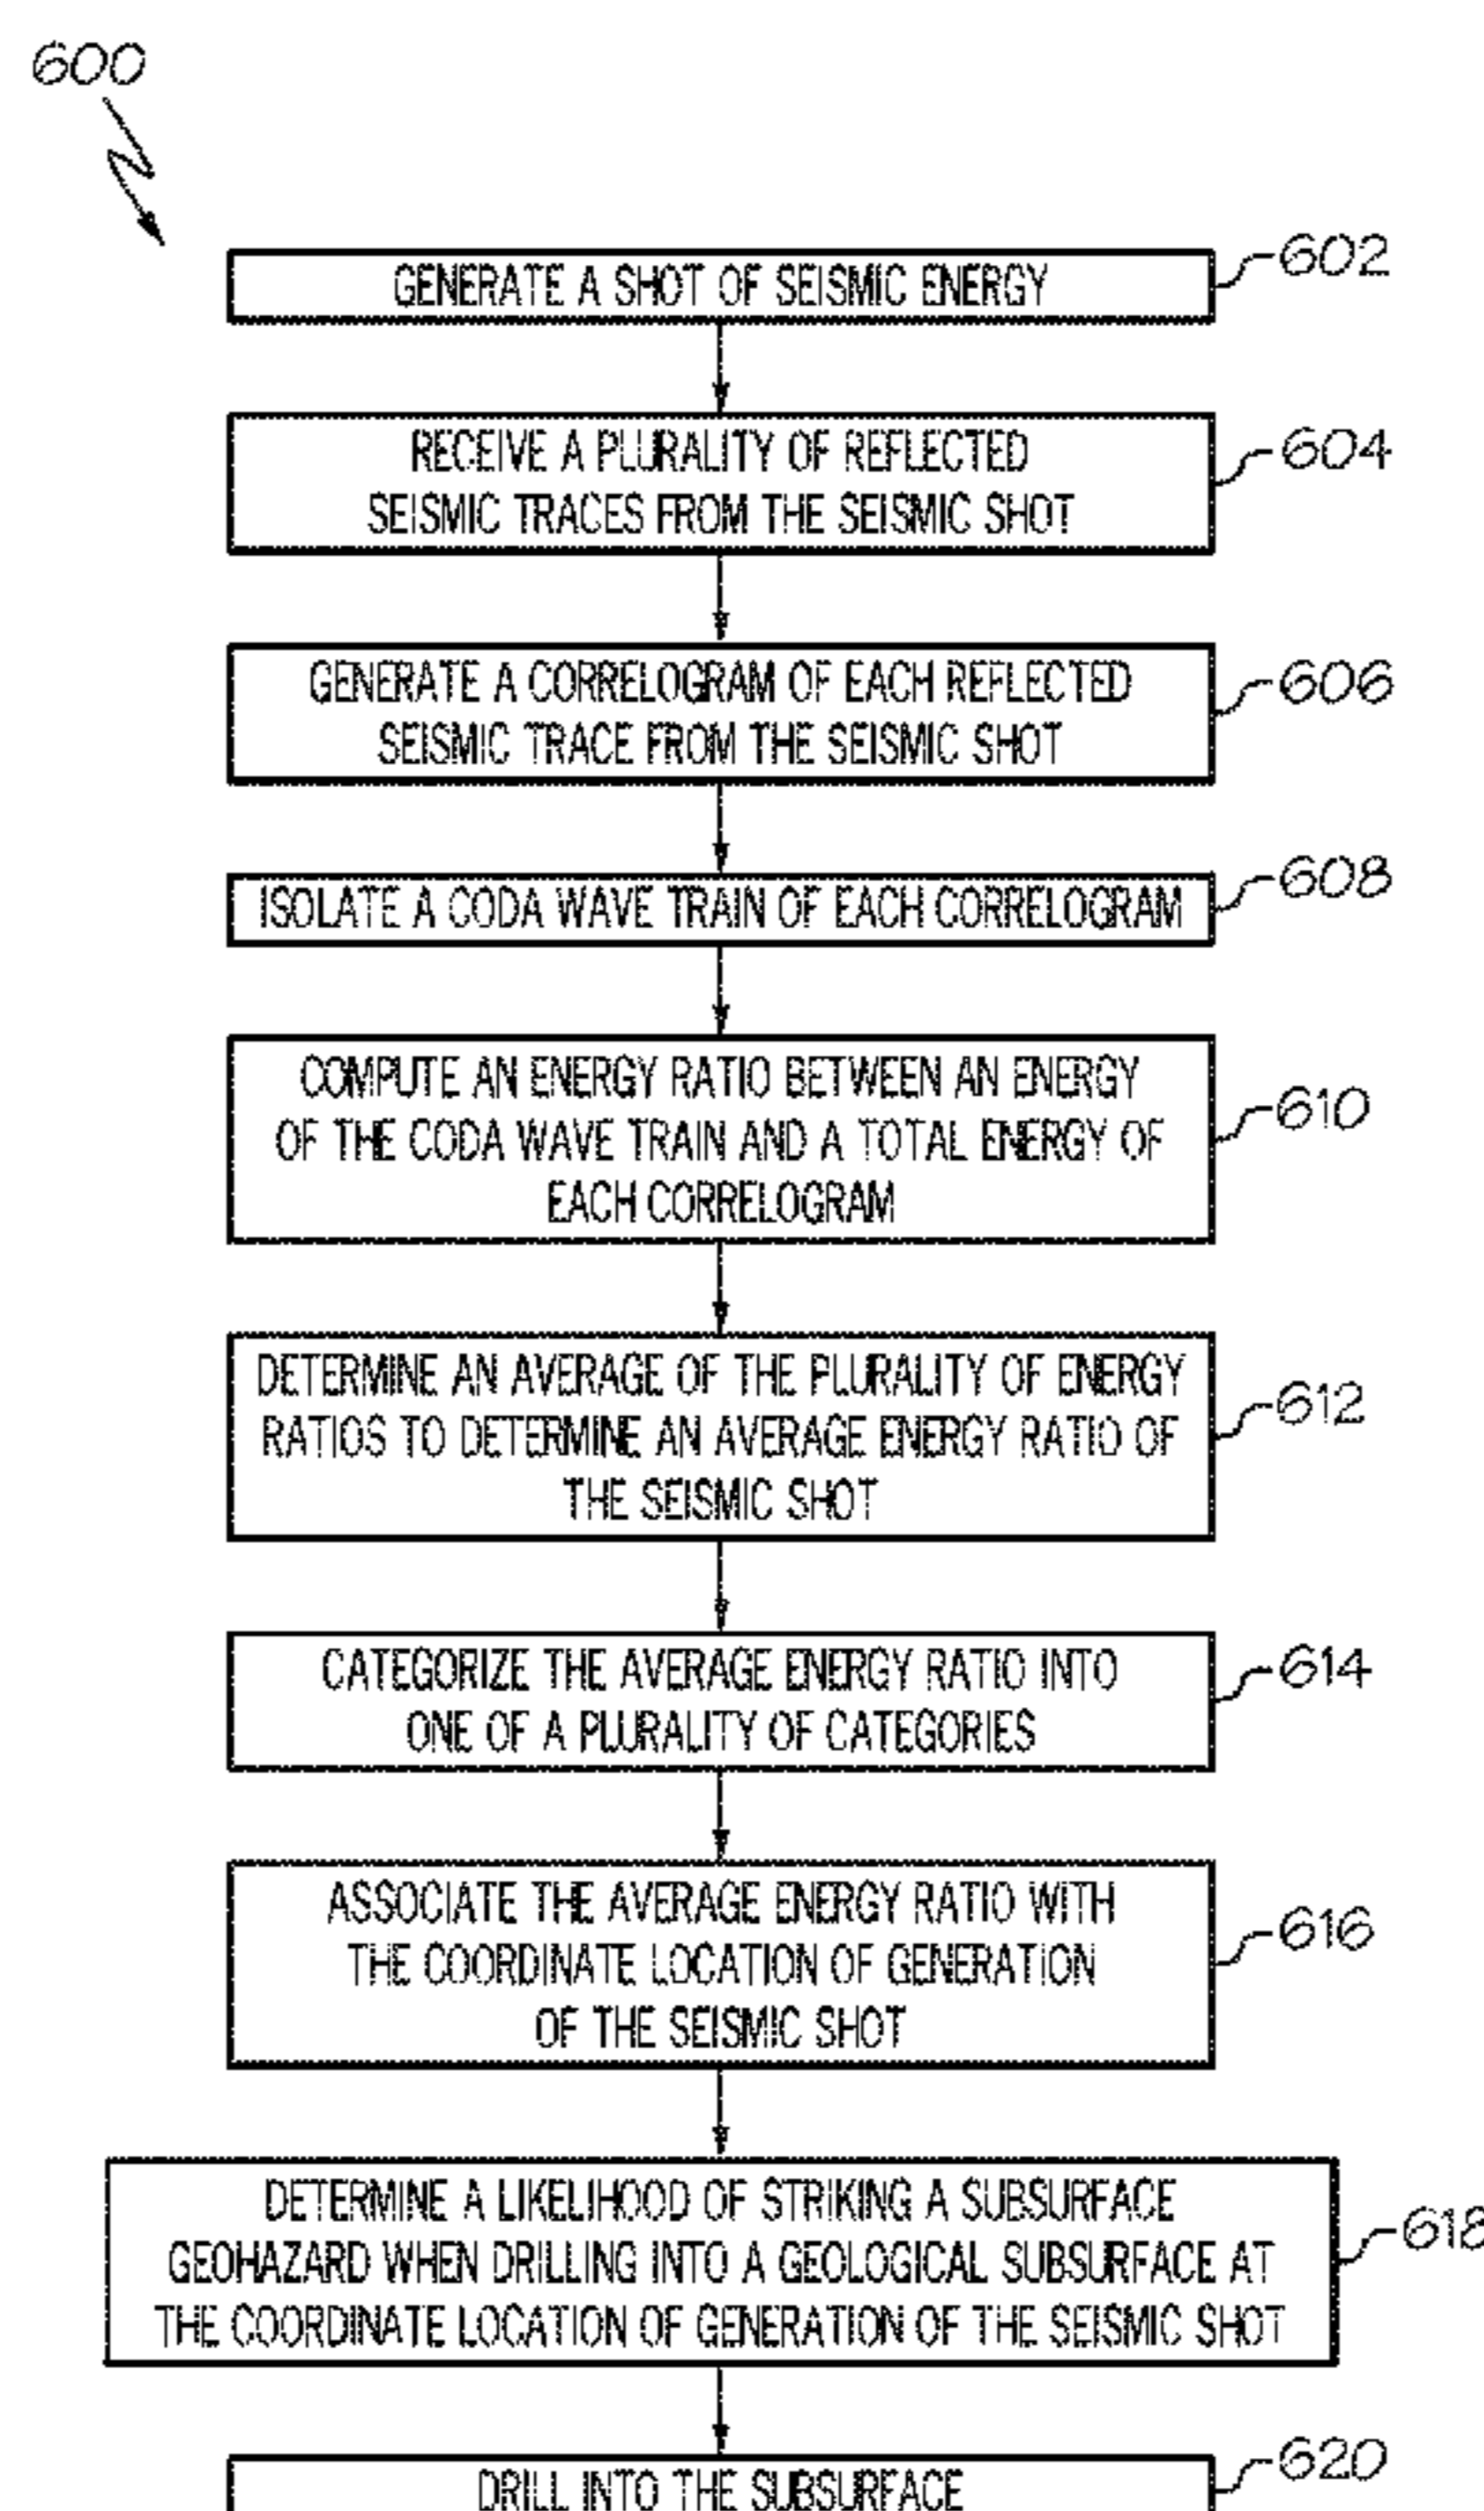 600
GENERATE A SHOT OF SEISMIC ENERGY
602
RECEIVE A PLURALITY OF REFLECTED
SEISMIC TRACES FROM THE SEISMIC SHOT
604
GENERATE A CORRELOGRAM OF EACH REFLECTED
SEISMIC TRACE FROM THE SEISMIC SHOT
606
ISOLATE A CODA WAVE TRAIN OF EACH CORRELOGRAM
608
COMPUTE AN ENERGY RATIO BETWEEN AN ENERGY
OF THE CODA WAVE TRAIN AND A TOTAL ENERGY OF
EACH CORRELOGRAM
610
DETERMINE AN AVERAGE OF THE PLURALITY OF ENERGY
RATIOS TO DETERMINE AN AVERAGE ENERGY RATIO OF
THE SEISMIC SHOT
612
CATEGORIZE THE AVERAGE ENERGY RATIO INTO
ONE OF A PLURALITY OF CATEGORIES
614
ASSOCIATE THE AVERAGE ENERGY RATIO WITH
THE COORDINATE LOCATION OF GENERATION
OF THE SEISMIC SHOT
616
DETERMINE A LIKELIHOOD OF STRIKING A SUBSURFACE
GEOHAZARD WHEN DRILLING INTO A GEOLOGICAL SUBSURFACE AT
THE COORDINATE LOCATION OF GENERATION OF THE SEISMIC SHOT
618
DRILL INTO THE SUBSURFACE
620